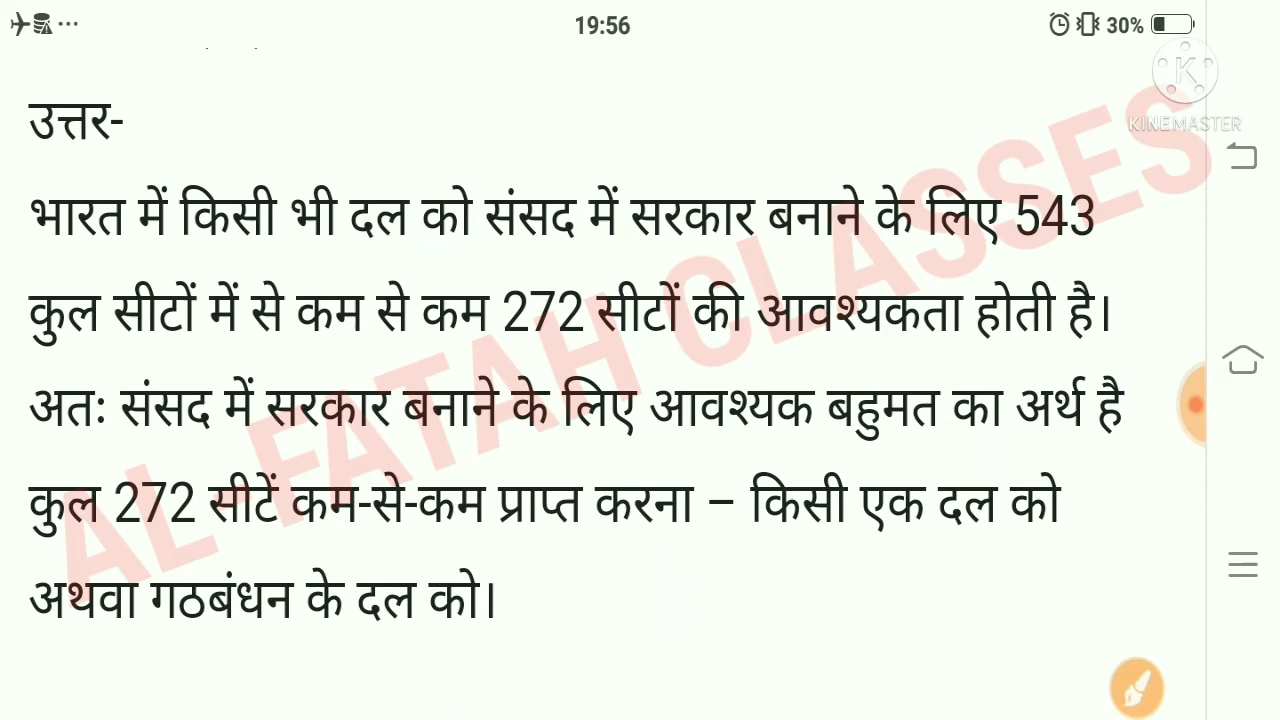 19:56
30%
K
KINEMASTER
उत्तर-
भारत में किसी भी दल को संसद में सरकार बनाने के लिए 543
कुल सीटों में से कम से कम 272 सीटों की आवश्यकता होती है।
अतः संसद में सरकार बनाने के लिए आवश्यक बहुमत का अर्थ है
कुल 272 सीटें कम-से-कम प्राप्त करना – किसी एक दल को
अथवा गठबंधन के दल को।
AL-FATAH CLASSES